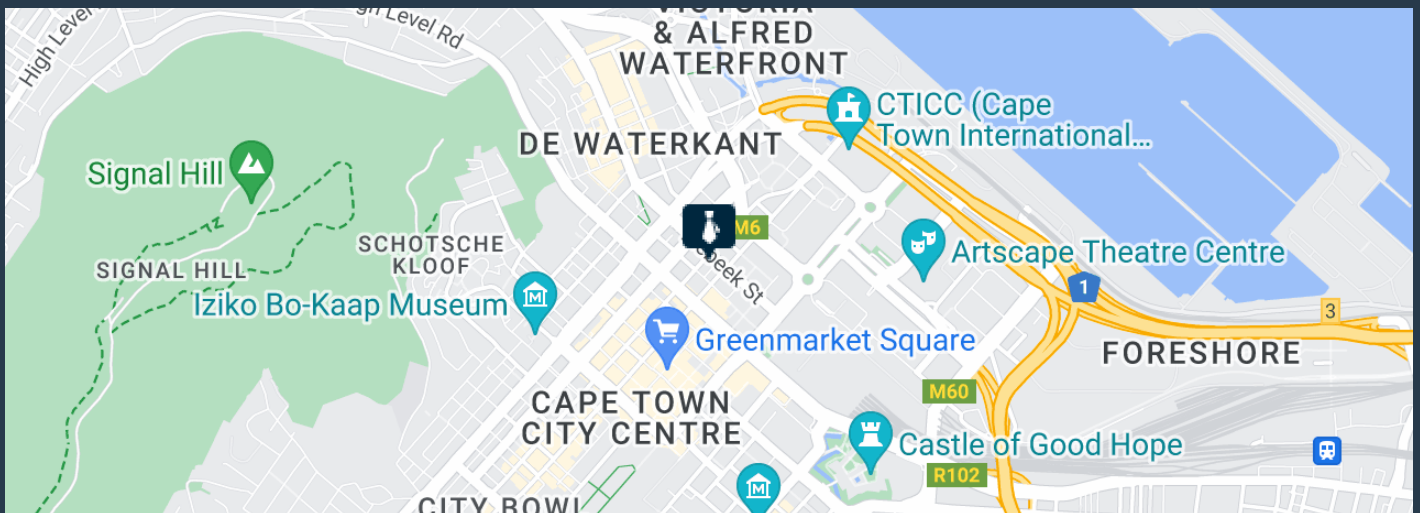 VICTORIA
& ALFRED
WATERFRONT
High Level
High Level Rd
CTICC (Cape
Town International...
DE WATERKANT
Signal Hill
M6
SCHOTSCHE
KLOOF
Artscape Theatre Centre
SIGNAL HILL
1
Iziko Bo-Kaap Museum
3
Greenmarket Square
FORESHORE
M60
CAPE TOWN
CITY CENTRE
Castle of Good Hope
R102
CITY BOWL